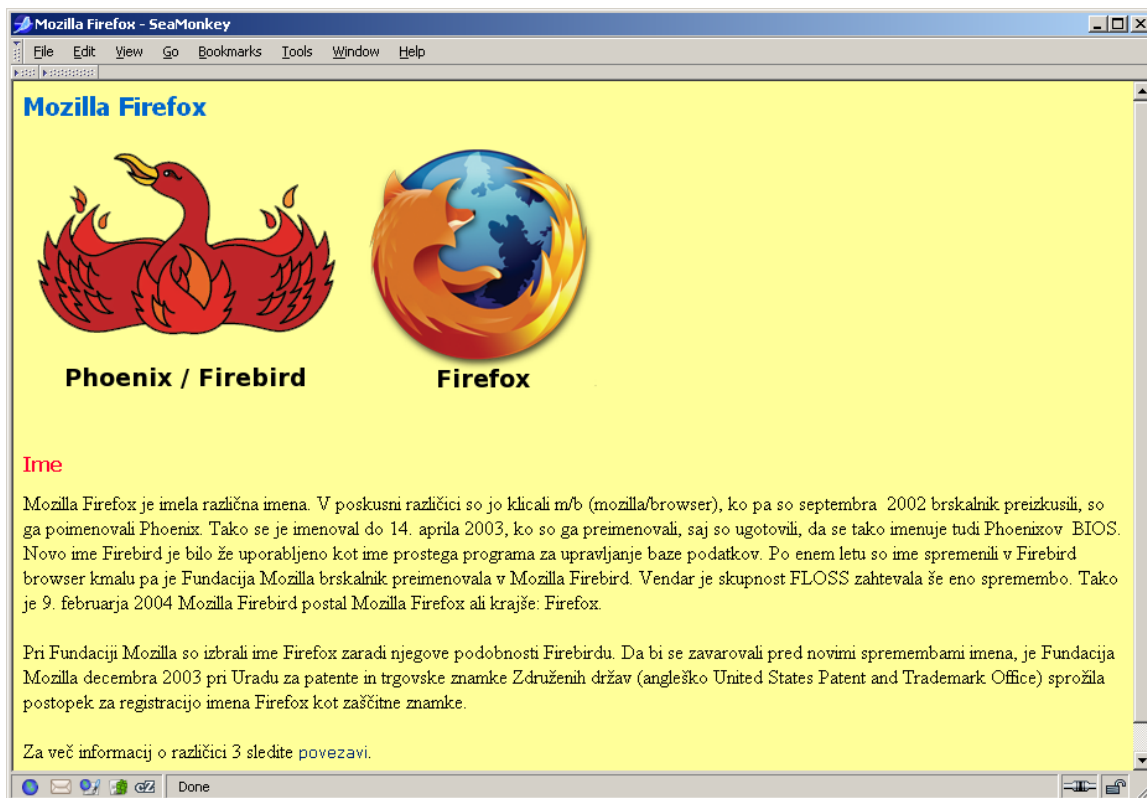 Mozilla Firefox - SeaMonkey
File Edit View Go Bookmarks Tools Window Help
Mozilla Firefox
Phoenix / Firebird Firefox
Ime
Mozilla Firefox je imela različna imena. V poskusni različici so jo klicali m/b (mozilla/browser), ko pa so septembra 2002 brskalnik preizkusili, so
ga poimenovali Phoenix. Tako se je imenoval do 14. aprila 2003, ko so ga preimenovali, saj so ugotovili, da se tako imenuje tudi Phoenixov BIOS.
Novo ime Firebird je bilo že uporabljeno kot ime prostega programa za upravljanje baze podatkov. Po enem letu so ime spremenili v Firebird
browser kmalu pa je Fundacija Mozilla brskalnik preimenovala v Mozilla Firebird. Vendar je skupnost FLOSS zahtevala še eno spremembo. Tako
je 9. februarja 2004 Mozilla Firebird postal Mozilla Firefox ali krajše: Firefox.
Pri Fundaciji Mozilla so izbrali ime Firefox zaradi njegove podobnosti Firebirdu. Da bi se zavarovali pred novimi spremembami imena, je Fundacija
Mozilla decembra 2003 pri Uradu za patente in trgovske znamke Združenih držav (angleško United States Patent and Trademark Office) sprožila
postopek za registracijo imena Firefox kot zaščitne znamke.
Za več informacij o različici 3 sledite povezavi.
cZ Done